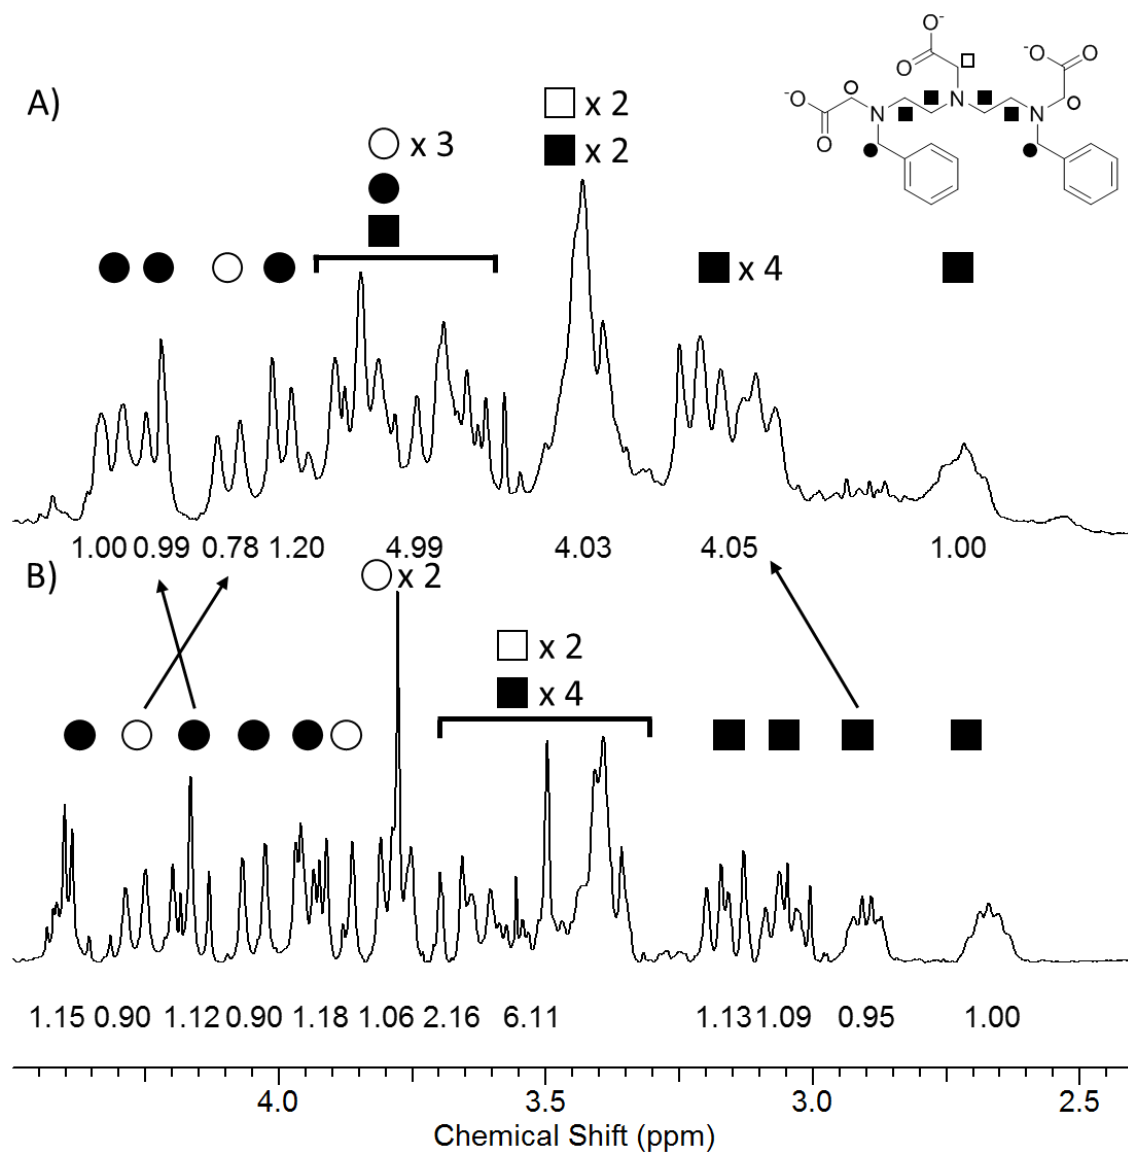 O-
-O
O
O
-O
O
N
N
N
O
A)
x 2
x 3
x 2
x 4
1.00 0.99 0.78 1.20 4.99 4.03 4.05 1.00
B)
x 2
x 2
x 4
1.15 0.90 1.12 0.90 1.18 1.06 2.16 6.11 1.13 1.09 0.95 1.00
4.0 3.5 3.0 2.5
Chemical Shift (ppm)